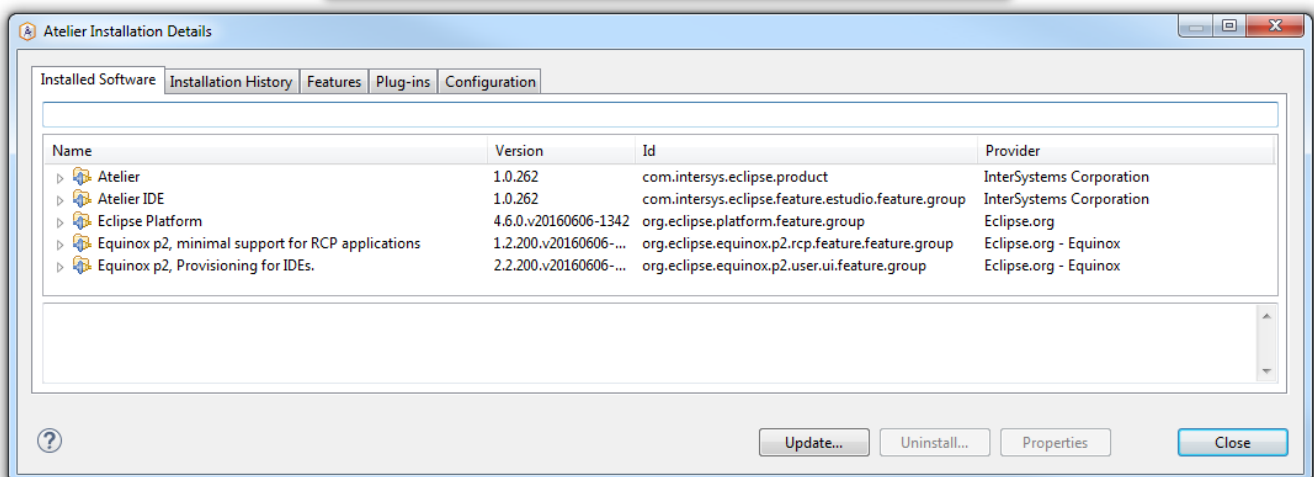 Atelier Installation Details
Installed Software Installation History Features Plug-ins Configuration
Name Version Id Provider
Atelier 1.0.262 com.intersys.eclipse.product InterSystems Corporation
Atelier IDE 1.0.262 com.intersys.eclipse.feature.estudio.feature.group InterSystems Corporation
Eclipse Platform 4.6.0.v20160606-1342 org.eclipse.platform.feature.group Eclipse.org
Equinox p2, minimal support for RCP applications 1.2.200.v20160606-... org.eclipse.equinox.p2.rcp.feature.feature.group Eclipse.org - Equinox
Equinox p2, Provisioning for IDEs. 2.2.200.v20160606-... org.eclipse.equinox.p2.user.ui.feature.group Eclipse.org - Equinox
Update... Uninstall... Properties Close